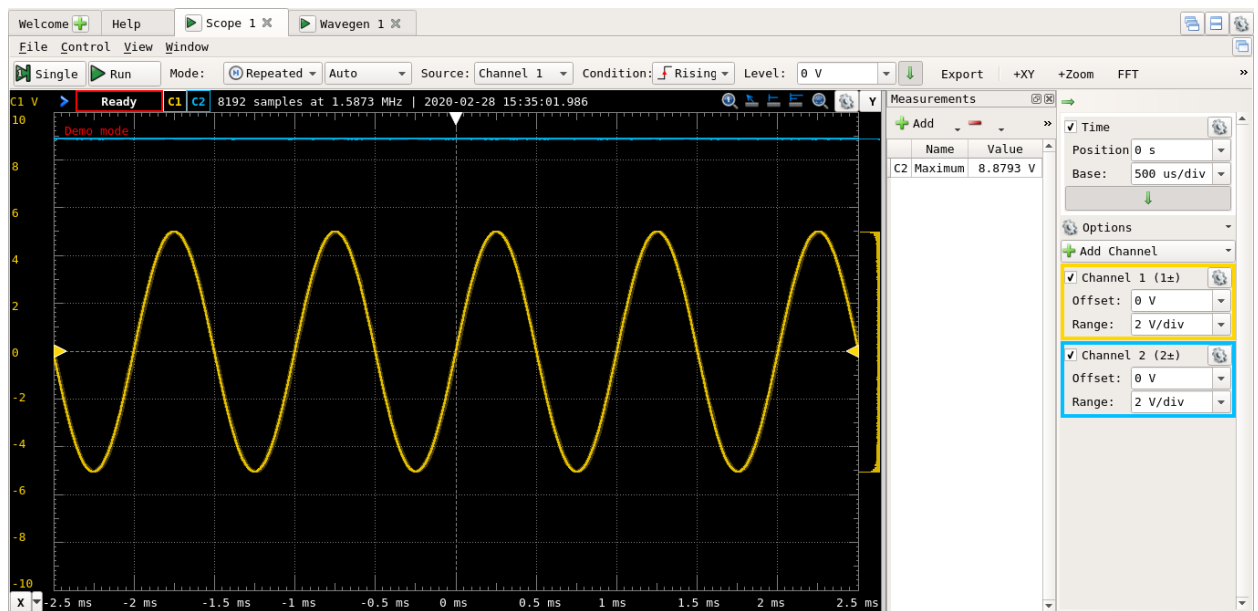 Welcome Help Scope 1 Wavegen 1
File Control View Window
Single Run Mode: Repeated Auto Source: Channel 1 Condition: Rising Level: 0 V Export +XY +Zoom FFT »
C1 V Ready C1 C2 8192 samples at 1.5873 MHz | 2020-02-28 15:35:01.986 Y
Demo mode
10
8
6
4
2
0
-2
-4
-6
-8
-10
X -2.5 ms -2 ms -1.5 ms -1 ms -0.5 ms 0 ms 0.5 ms 1 ms 1.5 ms 2 ms 2.5 ms
Measurements
Add »
Name Value
C2 Maximum 8.8793 V
Time
Position 0 s
Base: 500 us/div
Options
Add Channel
Channel 1 (1±)
Offset: 0 V
Range: 2 V/div
Channel 2 (2±)
Offset: 0 V
Range: 2 V/div